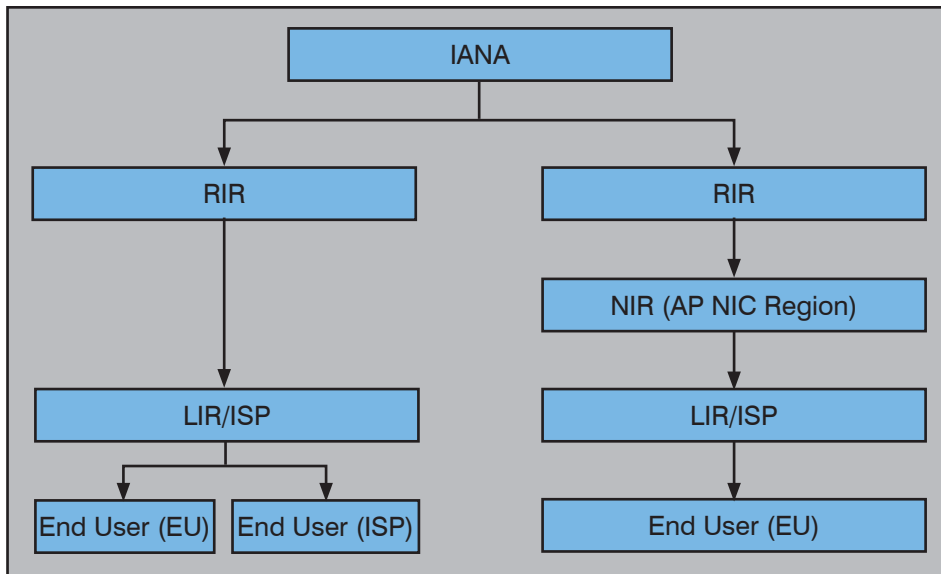 IANA
RIR
RIR
NIR (AP NIC Region)
LIR/ISP
LIR/ISP
End User (EU)
End User (ISP)
End User (EU)